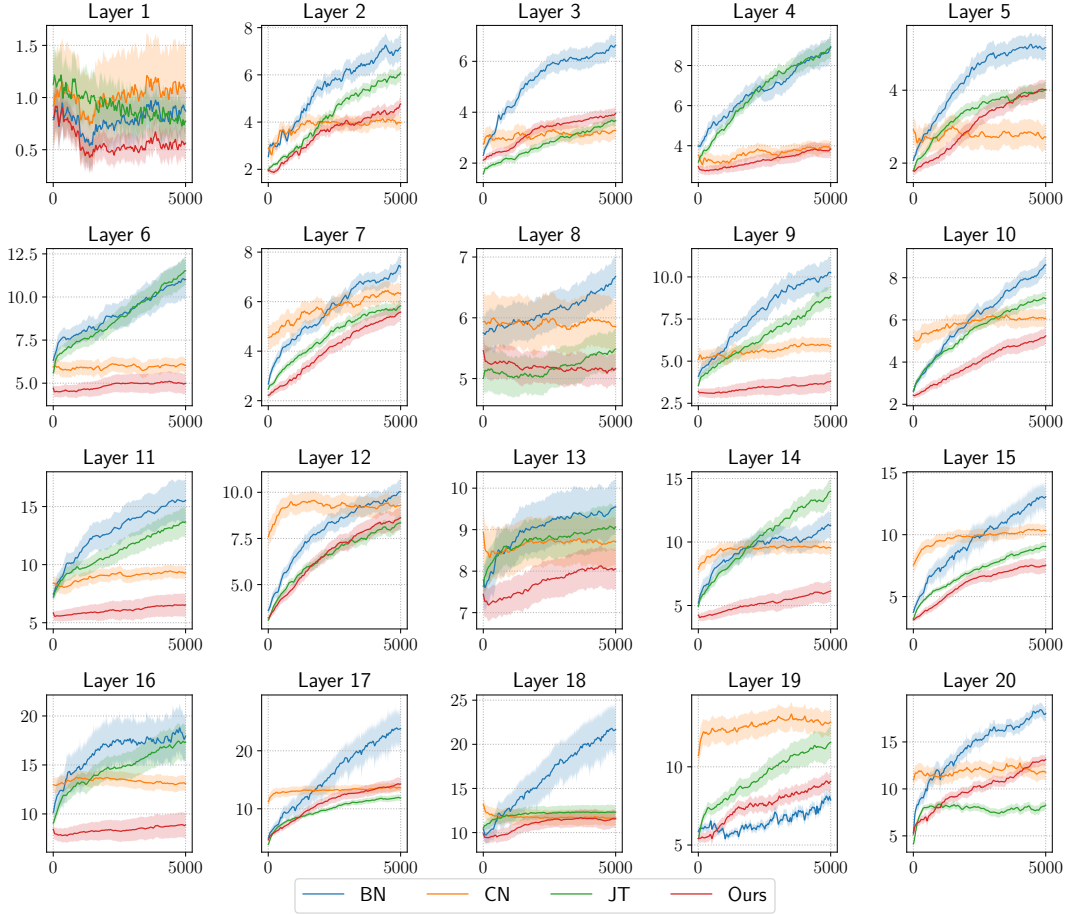 Layer 1 Layer 2 Layer 3 Layer 4 Layer 5
1.5 1.0 0.5 8 6 4 2 6 4 2 8 6 4 4 2
0 5000 0 5000 0 5000 0 5000 0 5000
Layer 6 Layer 7 Layer 8 Layer 9 Layer 10
12.5 10.0 7.5 5.0 8 6 4 2 7 6 5 10.0 7.5 5.0 2.5 8 6 4 2
0 5000 0 5000 0 5000 0 5000 0 5000
Layer 11 Layer 12 Layer 13 Layer 14 Layer 15
15 10 5 10.0 7.5 5.0 10 9 8 7 15 10 5 15 10 5
0 5000 0 5000 0 5000 0 5000 0 5000
Layer 16 Layer 17 Layer 18 Layer 19 Layer 20
20 15 10 20 10 25 20 15 10 10 5 15 10 5
0 5000 0 5000 0 5000 0 5000 0 5000
BN CN JT Ours